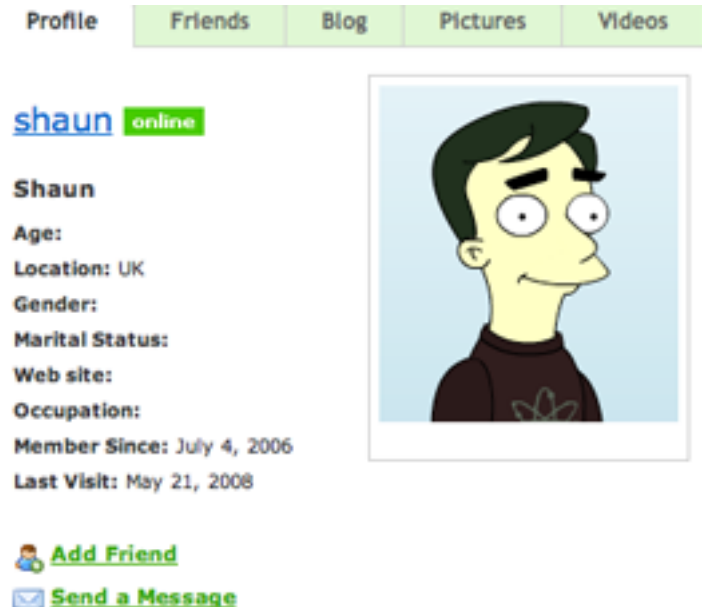 Profile Friends Blog Pictures Videos
shaun online
Shaun
Age:
Location: UK
Gender:
Marital Status:
Web site:
Occupation:
Member Since: July 4, 2006
Last Visit: May 21, 2008
Add Friend
Send a Message